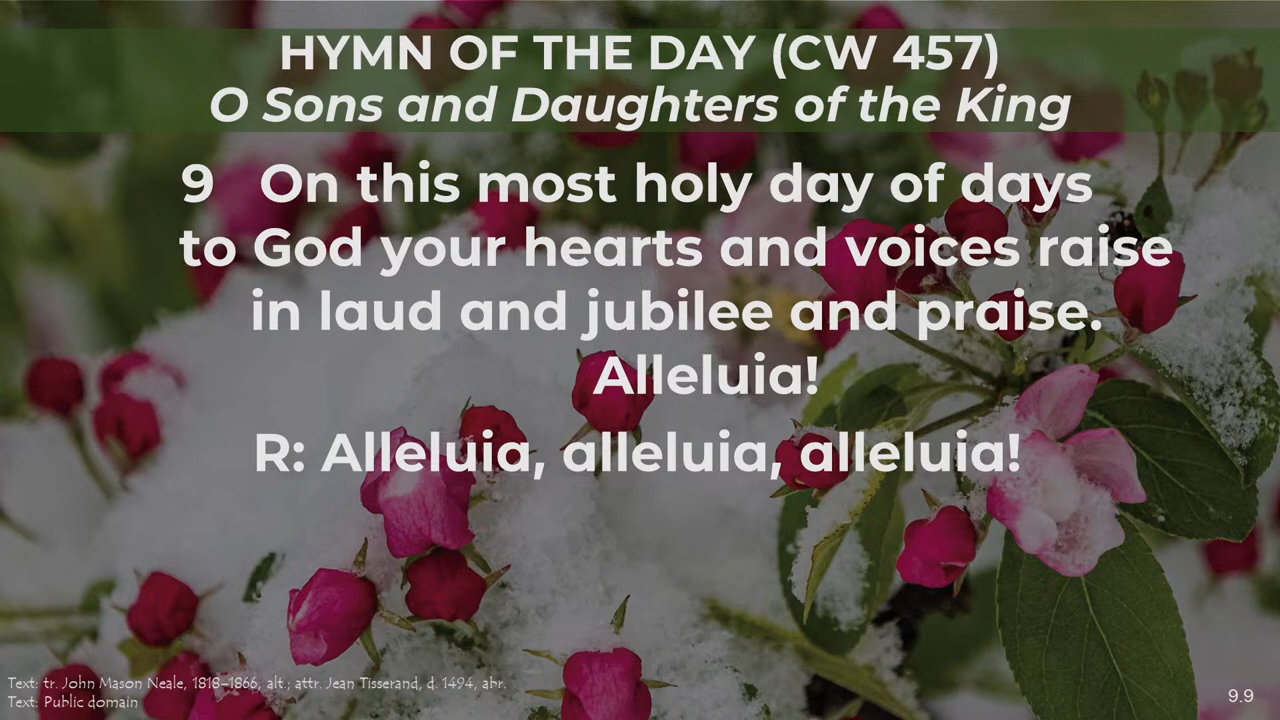 HYMN OF THE DAY (CW 457)
O Sons and Daughters of the King
9 On this most holy day of days
to God your hearts and voices raise
in laud and jubilee and praise.
Alleluia!
R: Alleluia, alleluia, alleluia!
Text: tr. John Mason Neale, 1818–1866, alt.; attr. Jean Tisserand, d. 1494, abr.
Text: Public domain
9.9